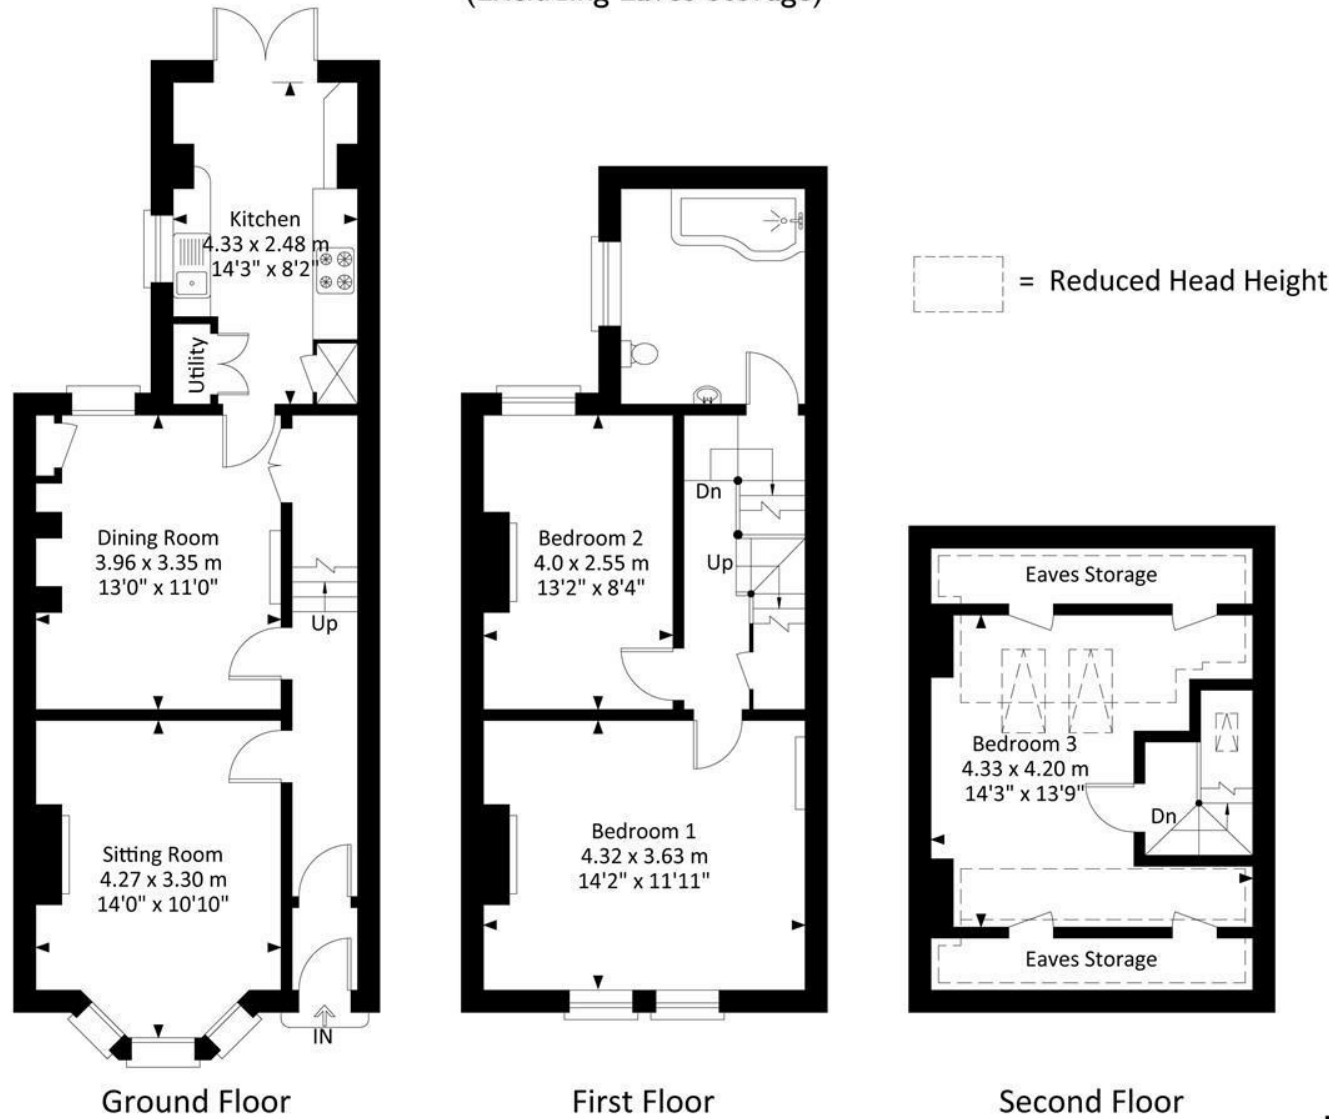 (Excluding Eaves Storage)
Kitchen
4.33 x 2.48 m
14'3" x 8'2"
Utility
Dining Room
3.96 x 3.35 m
13'0" x 11'0"
Up
Sitting Room
4.27 x 3.30 m
14'0" x 10'10"
IN
Ground Floor
Dn
Up
Bedroom 2
4.0 x 2.55 m
13'2" x 8'4"
Bedroom 1
4.32 x 3.63 m
14'2" x 11'11"
First Floor
= Reduced Head Height
Eaves Storage
Bedroom 3
4.33 x 4.20 m
14'3" x 13'9"
Dn
Eaves Storage
Second Floor